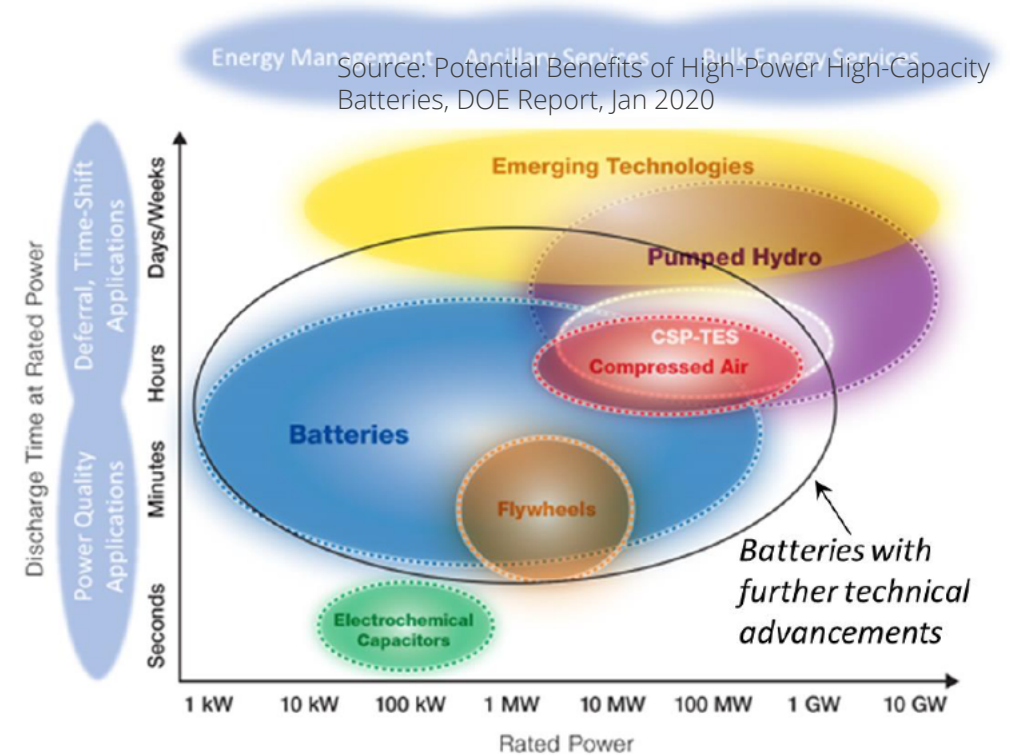 Energy Management
Ancillary Services
Bulk Energy Services
Source: Potential Benefits of High-Power High-Capacity
Batteries, DOE Report, Jan 2020
Discharge Time at Rated Power
Deferral, Time-Shift
Applications
Power Quality
Applications
Days/Weeks
Hours
Minutes
Seconds
Emerging Technologies
Pumped Hydro
CSP-TES
Compressed Air
Batteries
Flywheels
Electrochemical
Capacitors
Batteries with
further technical
advancements
1 kW
10 kW
100 kW
1 MW
10 MW
100 MW
1 GW
10 GW
Rated Power